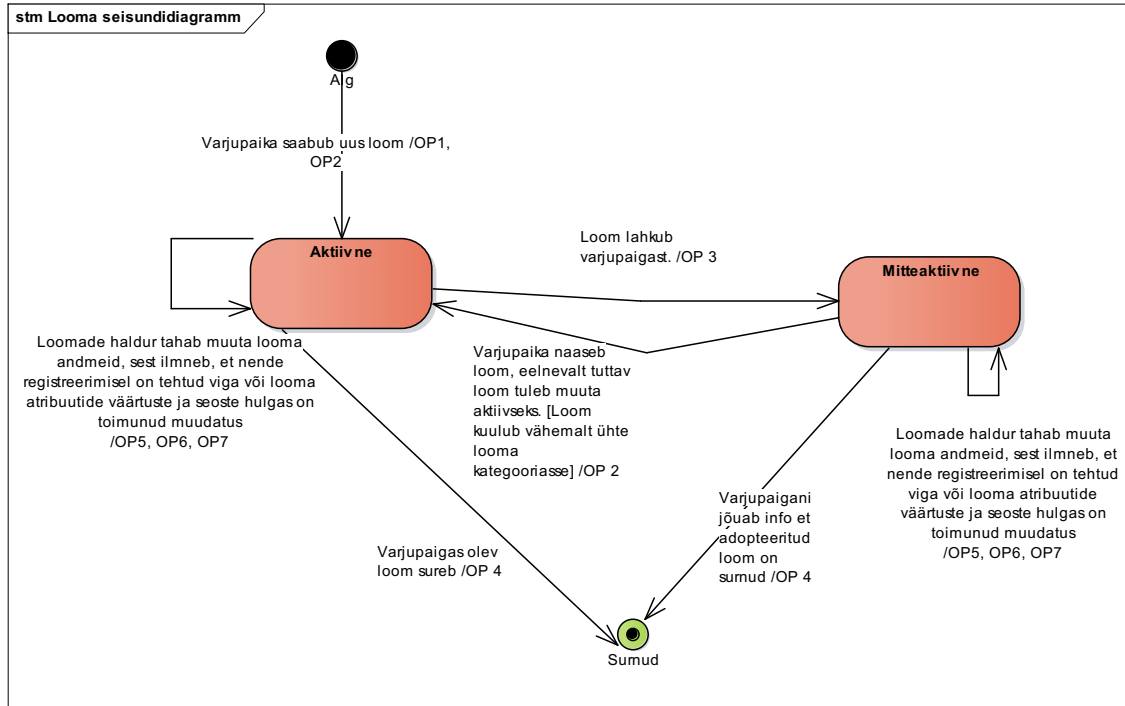 stm Looma seisundidiagramm
Alg
Varjupaika saabub uus loom /OP1,
OP2
Aktiivne
Loom lahkub
varjupaigast. /OP 3
Mitteaktiivne
Loomade haldur tahab muuta looma
andmeid, sest ilmneb, et nende
registreerimisel on tehtud viga või looma
atribuutide väärtuste ja seoste hulgas on
toimunud muudatus
/OP5, OP6, OP7
Varjupaika naaseb
loom, eelnevalt tuttav
loom tuleb muuta
aktiivseks. [Loom
kuulub vähemalt ühte
looma
kategooriasse] /OP 2
Loomade haldur tahab muuta
looma andmeid, sest ilmneb, et
nende registreerimisel on tehtud
viga või looma atribuutide
väärtuste ja seoste hulgas on
toimunud muudatus
/OP5, OP6, OP7
Varjupaigani
jõuab info et
adopteeritud
loom on
surnud /OP 4
Varjupaigas olev
loom sureb /OP 4
Surnud